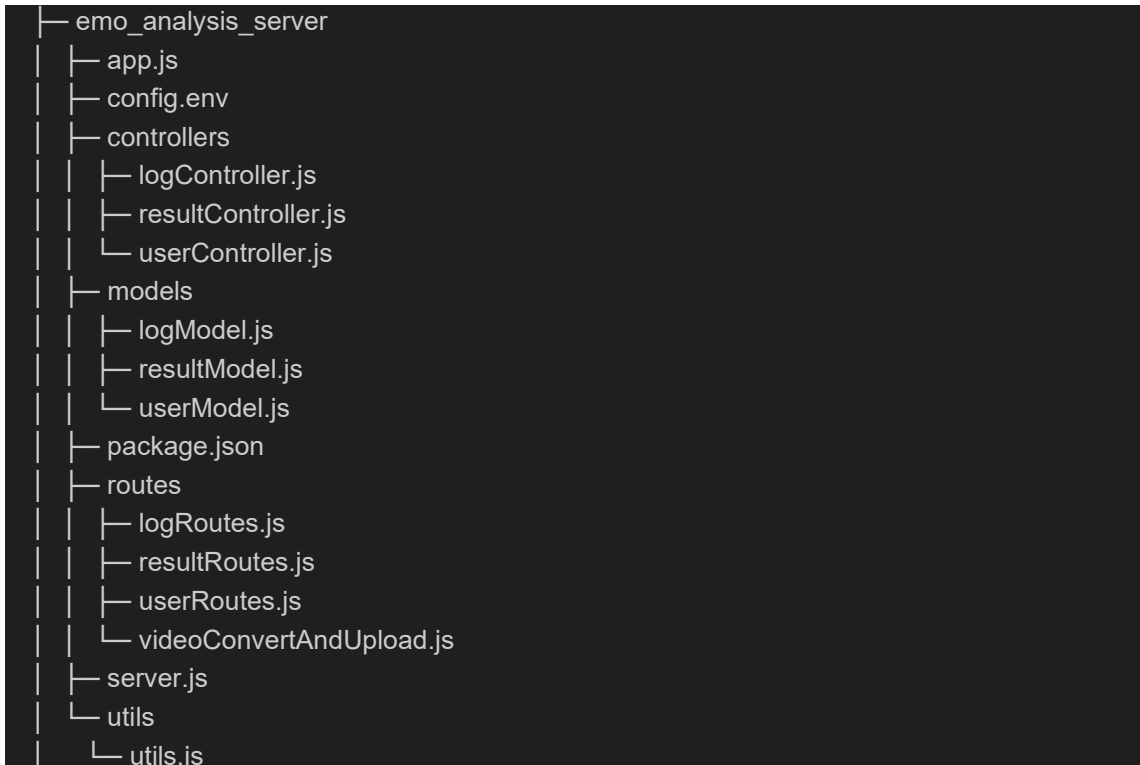 ├── emo_analysis_server
│   ├── app.js
│   ├── config.env
│   ├── controllers
│   │   ├── logController.js
│   │   ├── resultController.js
│   │   └── userController.js
│   ├── models
│   │   ├── logModel.js
│   │   ├── resultModel.js
│   │   └── userModel.js
│   ├── package.json
│   ├── routes
│   │   ├── logRoutes.js
│   │   ├── resultRoutes.js
│   │   ├── userRoutes.js
│   │   └── videoConvertAndUpload.js
│   ├── server.js
│   └── utils
│       └── utils.js